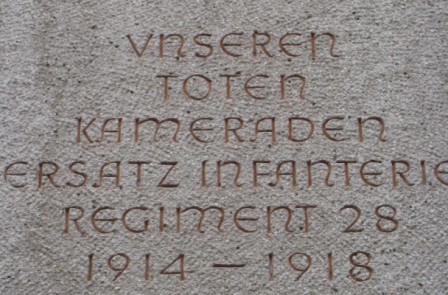 VNSEREN
TOTEN
KAMERADEN
ERSATZ INFANTERIE
REGIMENT 28
1914 – 1918